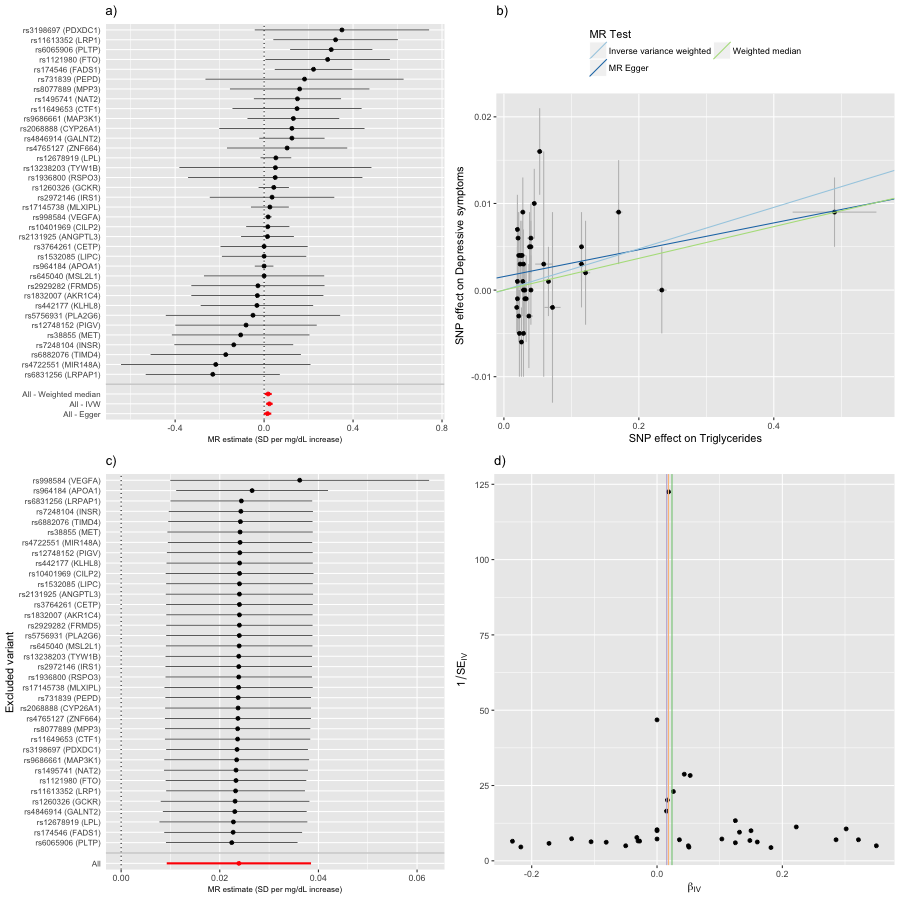 a)
rs3198697 (PDXDC1)
rs11613352 (LRP1)
rs6065906 (PLTP)
rs1121980 (FTO)
rs174546 (FADS1)
rs731839 (PEPD)
rs8077889 (MPP3)
rs1495741 (NAT2)
rs11649653 (CTF1)
rs9686661 (MAP3K1)
rs2068888 (CYP26A1)
rs4846914 (GALNT2)
rs4765127 (ZNF664)
rs12678919 (LPL)
rs13238203 (TYW1B)
rs1936800 (RSPO3)
rs1260326 (GCKR)
rs2972146 (IRS1)
rs17145738 (MLXIPL)
rs998584 (VEGFA)
rs10401969 (CILP2)
rs2131925 (ANGPTL3)
rs3764261 (CETP)
rs1532085 (LIPC)
rs964184 (APOA1)
rs645040 (MSL2L1)
rs2929282 (FRMD5)
rs1832007 (AKR1C4)
rs442177 (KLHL8)
rs5756931 (PLA2G6)
rs12748152 (PIGV)
rs38855 (MET)
rs7248104 (INSR)
rs6882076 (TIMD4)
rs4722551 (MIR148A)
rs6831256 (LRPAP1)
All - Weighted median
All - IVW
All - Egger
-0.4 0.0 0.4 0.8
MR estimate (SD per mg/dL increase)
b)
MR Test
Inverse variance weighted Weighted median
MR Egger
0.02
0.01
0.00
-0.01
SNP effect on Depressive symptoms
0.0 0.2 0.4
SNP effect on Triglycerides
c)
Excluded variant
rs998584 (VEGFA)
rs964184 (APOA1)
rs6831256 (LRPAP1)
rs7248104 (INSR)
rs6882076 (TIMD4)
rs38855 (MET)
rs4722551 (MIR148A)
rs12748152 (PIGV)
rs442177 (KLHL8)
rs10401969 (CILP2)
rs1532085 (LIPC)
rs2131925 (ANGPTL3)
rs3764261 (CETP)
rs1832007 (AKR1C4)
rs2929282 (FRMD5)
rs5756931 (PLA2G6)
rs645040 (MSL2L1)
rs13238203 (TYW1B)
rs2972146 (IRS1)
rs1936800 (RSPO3)
rs17145738 (MLXIPL)
rs731839 (PEPD)
rs2068888 (CYP26A1)
rs4765127 (ZNF664)
rs8077889 (MPP3)
rs11649653 (CTF1)
rs3198697 (PDXDC1)
rs9686661 (MAP3K1)
rs1495741 (NAT2)
rs1121980 (FTO)
rs11613352 (LRP1)
rs1260326 (GCKR)
rs4846914 (GALNT2)
rs12678919 (LPL)
rs174546 (FADS1)
rs6065906 (PLTP)
All
0.00 0.02 0.04 0.06
MR estimate (SD per mg/dL increase)
d)
125
100
75
50
25
0
1/SE_IV
-0.2 0.0 0.2
β̂_IV